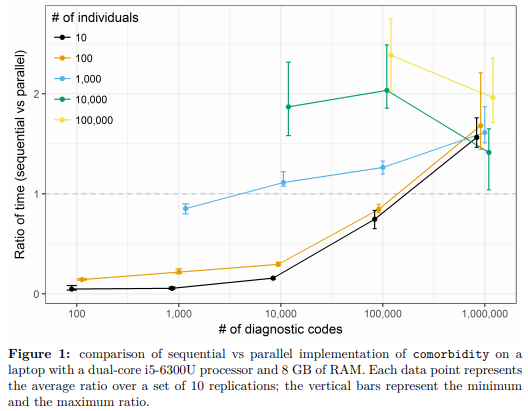 # of individuals
10
100
1,000
10,000
100,000
Ratio of time (sequential vs parallel)
2
1
0
100
1,000
10,000
100,000
1,000,000
# of diagnostic codes
Figure 1: comparison of sequential vs parallel implementation of comorbidity on a
laptop with a dual-core i5-6300U processor and 8 GB of RAM. Each data point represents
the average ratio over a set of 10 replications; the vertical bars represent the minimum
and the maximum ratio.